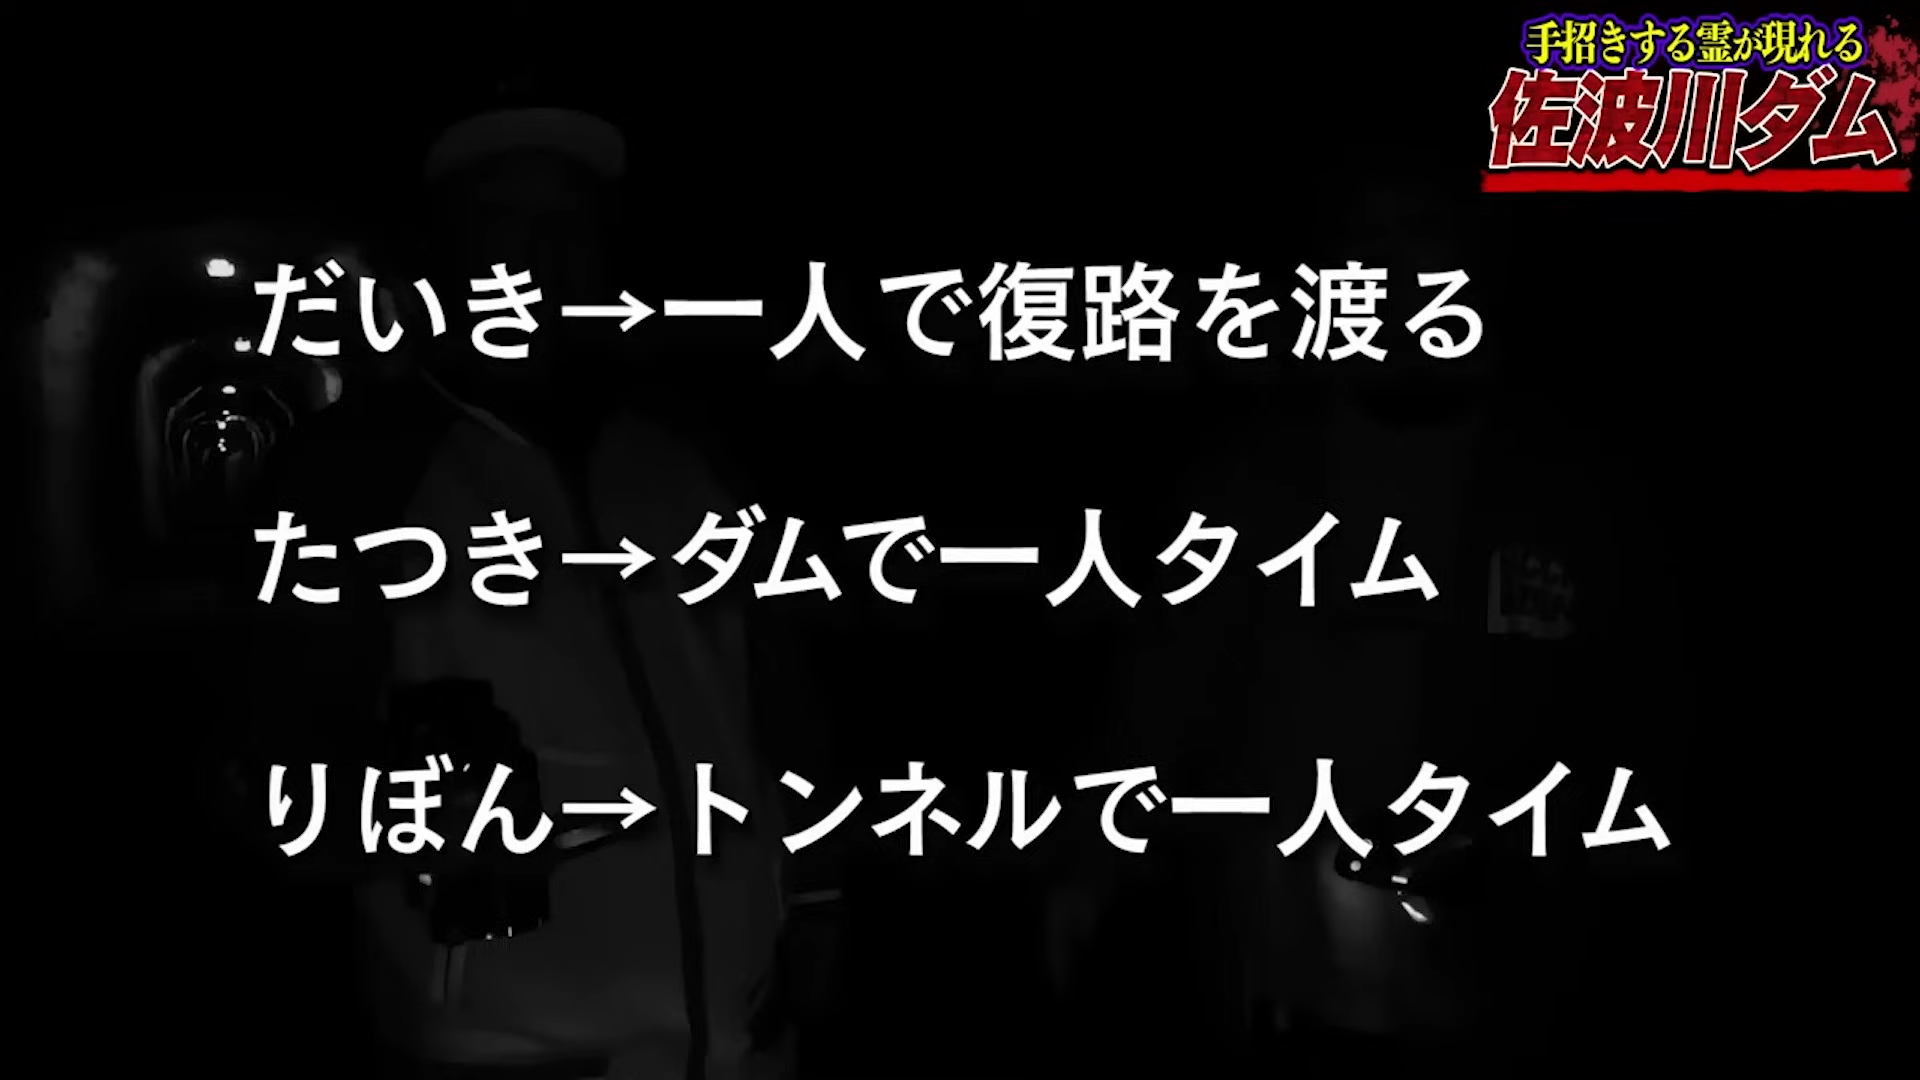 手招きする霊が現れる
佐波川ダム
だいき→一人で復路を渡る
たつき→ダムで一人タイム
りぼん→トンネルで一人タイム